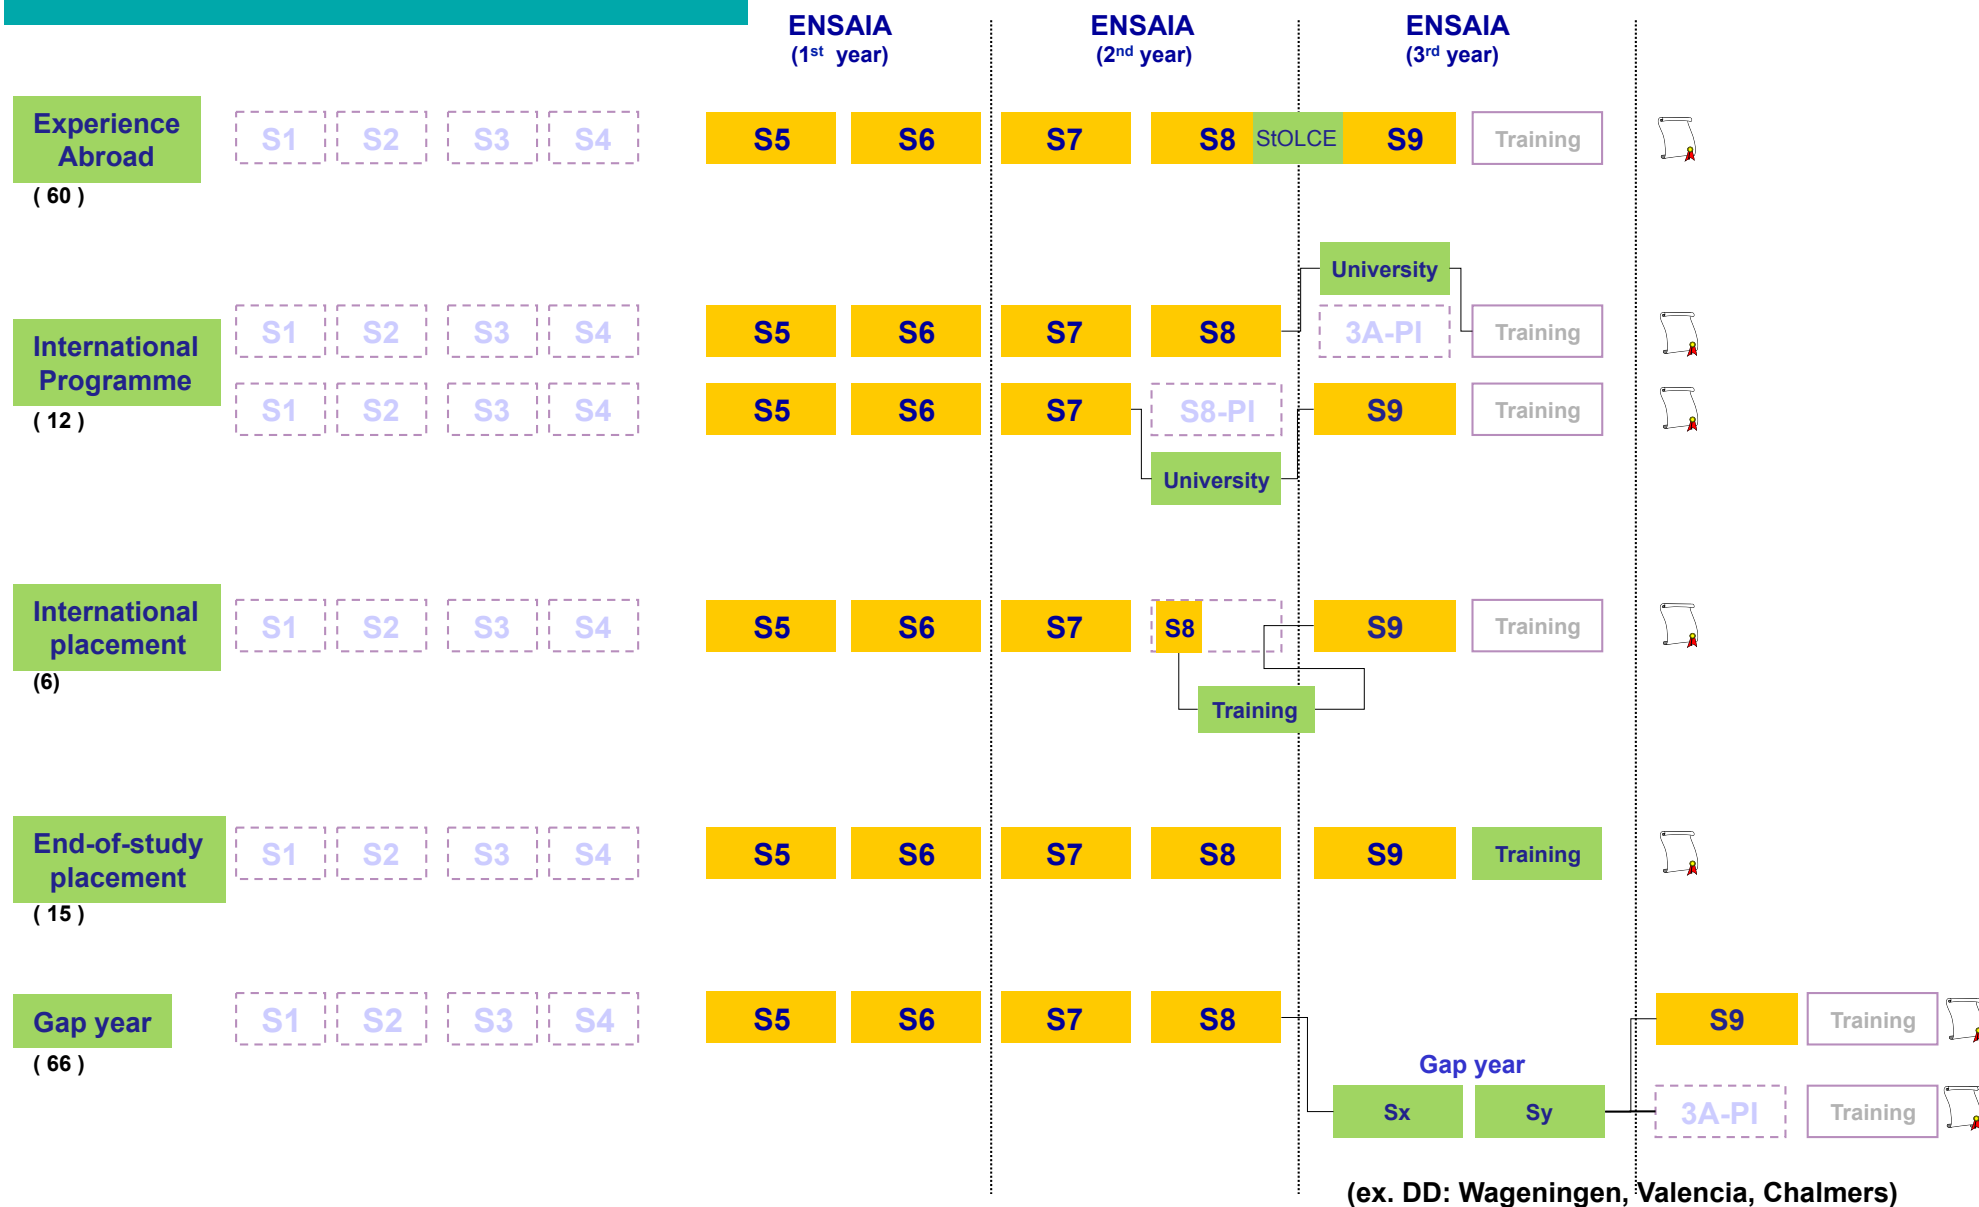 ENSAIA ENSAIA ENSAIA
(1st year) (2nd year) (3rd year)
Experience
Abroad
( 60 )
S1 S2 S3 S4 S5 S6 S7 S8 StOLCE S9 Training
University
International
Programme
( 12 )
S1 S2 S3 S4 S5 S6 S7 S8 3A-PI Training
S1 S2 S3 S4 S5 S6 S7 S8-PI S9 Training
University
International
placement
(6)
S1 S2 S3 S4 S5 S6 S7 S8 S9 Training
Training
End-of-study
placement
( 15 )
S1 S2 S3 S4 S5 S6 S7 S8 S9 Training
Gap year
( 66 )
S1 S2 S3 S4 S5 S6 S7 S8 S9 Training
Gap year
Sx Sy 3A-PI Training
(ex. DD: Wageningen, Valencia, Chalmers)